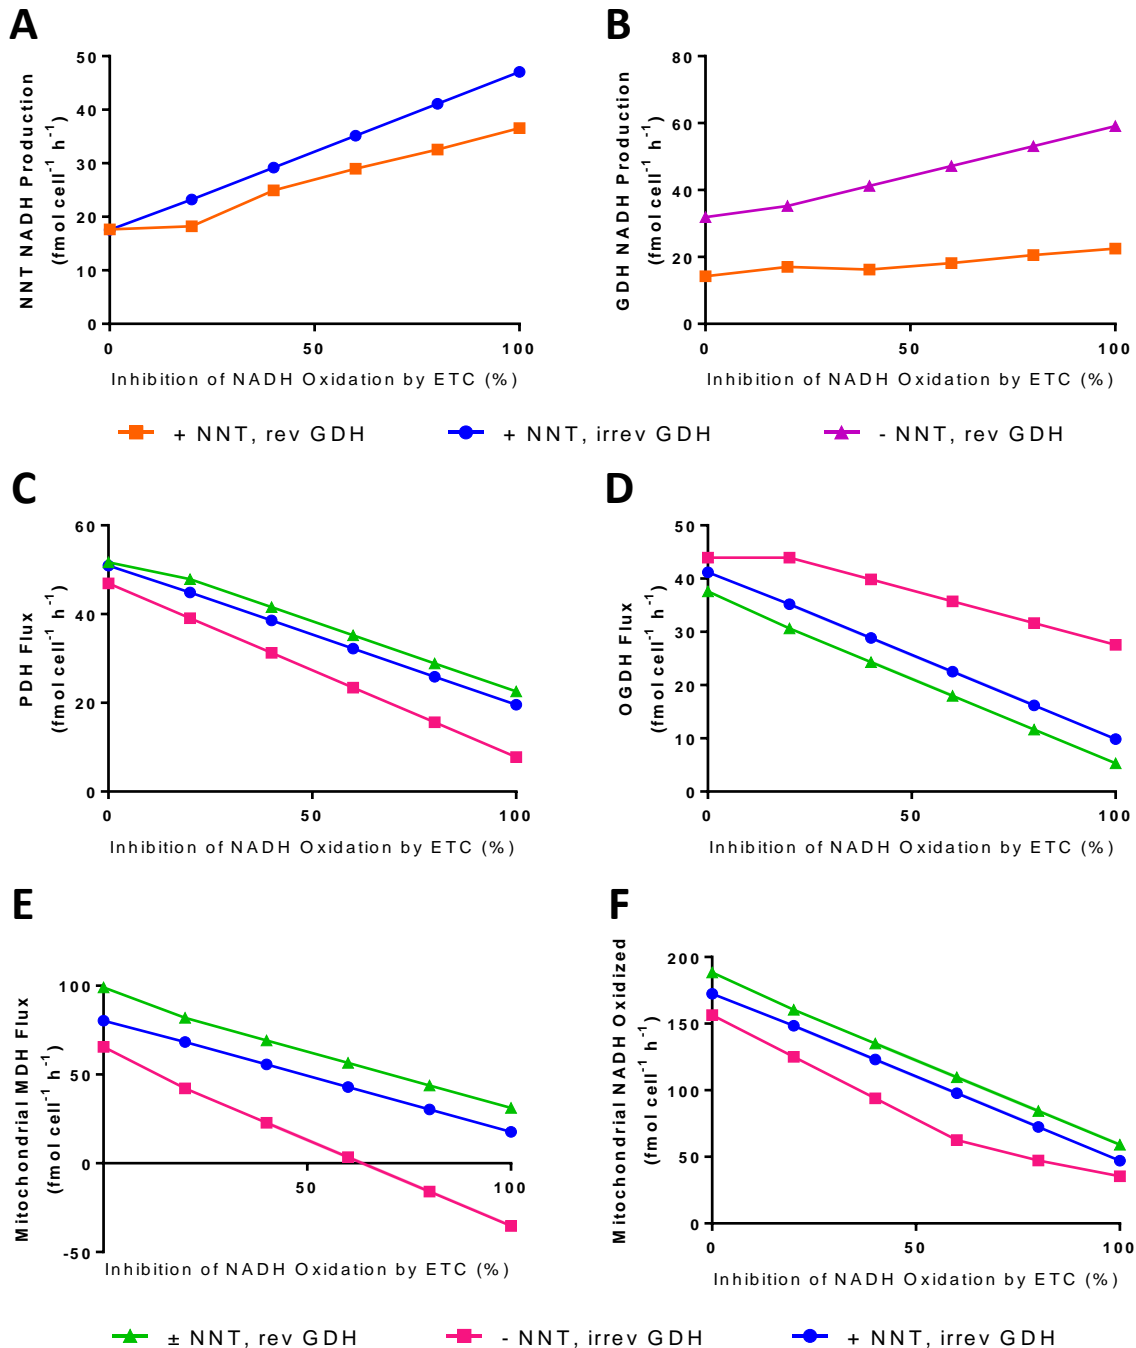 A
NNT NADH Production
(fmol cell⁻¹ h⁻¹)
50
40
30
20
10
0
0 50 100
Inhibition of NADH Oxidation by ETC (%)
B
GDH NADH Production
(fmol cell⁻¹ h⁻¹)
80
60
40
20
0
0 50 100
Inhibition of NADH Oxidation by ETC (%)
+ NNT, rev GDH + NNT, irrev GDH - NNT, rev GDH
C
PDH Flux
(fmol cell⁻¹ h⁻¹)
60
40
20
0
0 50 100
Inhibition of NADH Oxidation by ETC (%)
D
OGDH Flux
(fmol cell⁻¹ h⁻¹)
50
40
30
20
10
0
0 50 100
Inhibition of NADH Oxidation by ETC (%)
E
Mitochondrial MDH Flux
(fmol cell⁻¹ h⁻¹)
100
50
0
-50
50 100
Inhibition of NADH Oxidation by ETC (%)
F
Mitochondrial NADH Oxidized
(fmol cell⁻¹ h⁻¹)
200
150
100
50
0
0 50 100
Inhibition of NADH Oxidation by ETC (%)
± NNT, rev GDH - NNT, irrev GDH + NNT, irrev GDH